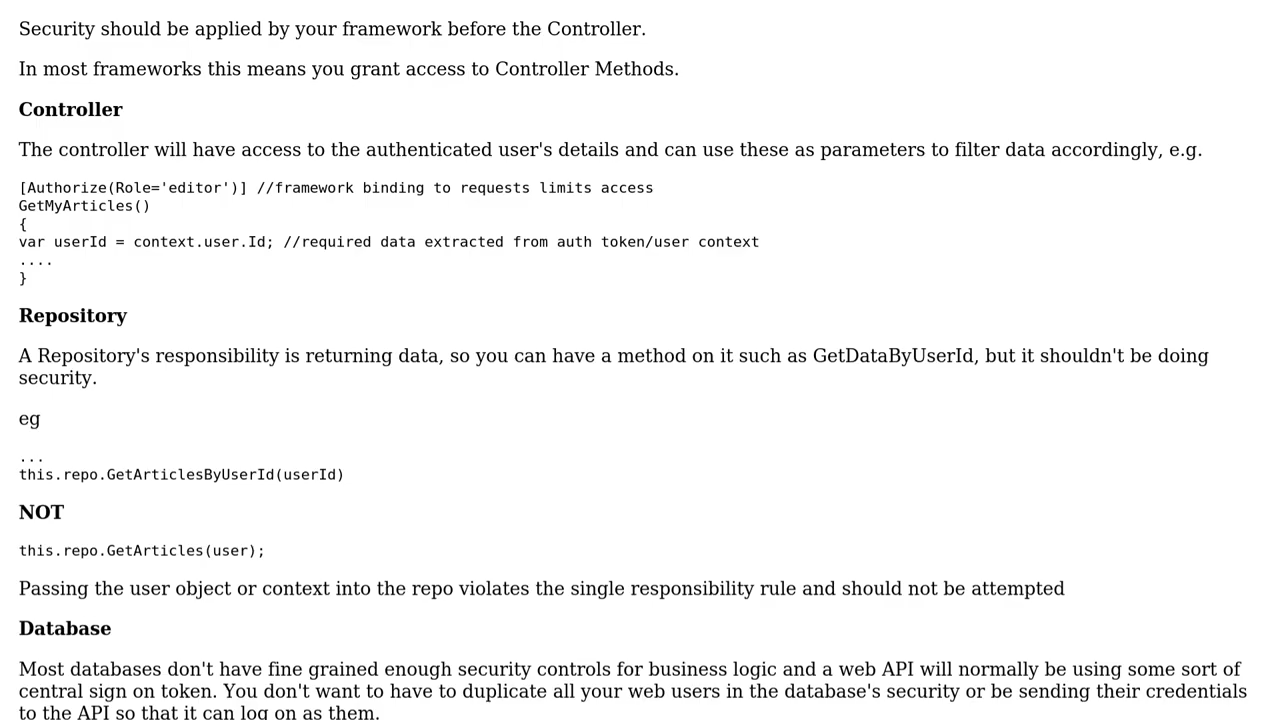 Security should be applied by your framework before the Controller.
In most frameworks this means you grant access to Controller Methods.
Controller
The controller will have access to the authenticated user's details and can use these as parameters to filter data accordingly, e.g.
[Authorize(Role='editor')] //framework binding to requests limits access
GetMyArticles()
{
var userId = context.user.Id; //required data extracted from auth token/user context
....
}
Repository
A Repository's responsibility is returning data, so you can have a method on it such as GetDataByUserId, but it shouldn't be doing
security.
eg
...
this.repo.GetArticlesByUserId(userId)
NOT
this.repo.GetArticles(user);
Passing the user object or context into the repo violates the single responsibility rule and should not be attempted
Database
Most databases don't have fine grained enough security controls for business logic and a web API will normally be using some sort of
central sign on token. You don't want to have to duplicate all your web users in the database's security or be sending their credentials
to the API so that it can log on as them.